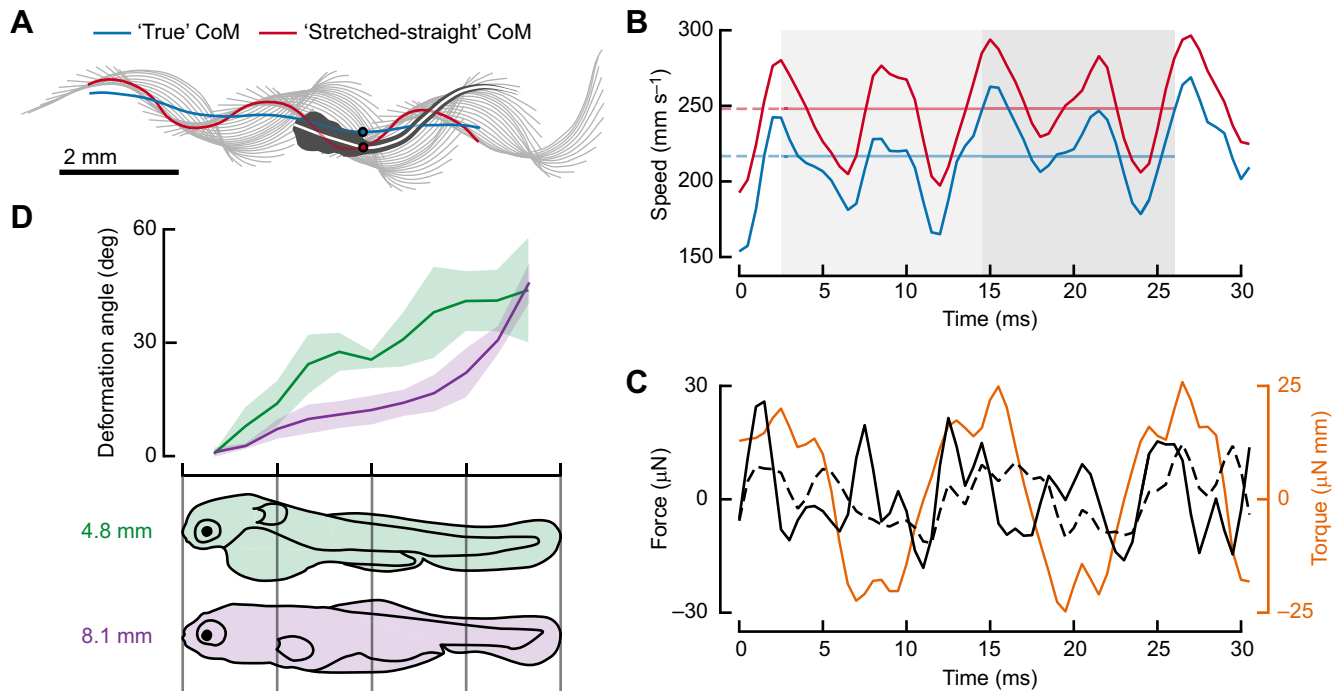 A
'True' CoM
'Stretched-straight' CoM
2 mm
B
300
250
200
150
Speed (mm s–1)
0
5
10
15
20
25
30
Time (ms)
D
60
30
0
Deformation angle (deg)
4.8 mm
8.1 mm
C
30
0
–30
Force (µN)
25
0
–25
Torque (µN mm)
0
5
10
15
20
25
30
Time (ms)